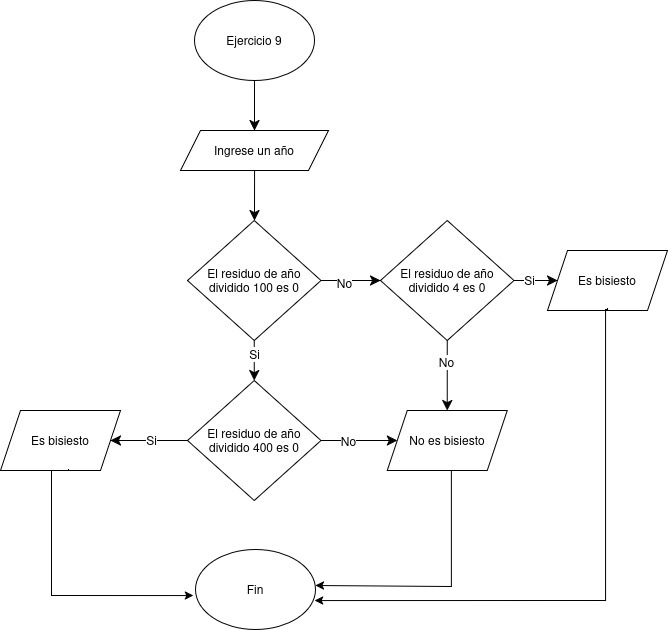 Ejercicio 9
Ingrese un año
El residuo de año
dividido 100 es 0
No
El residuo de año
dividido 4 es 0
Si
Es bisiesto
Si
No
Es bisiesto
Si
El residuo de año
dividido 400 es 0
No
No es bisiesto
Fin